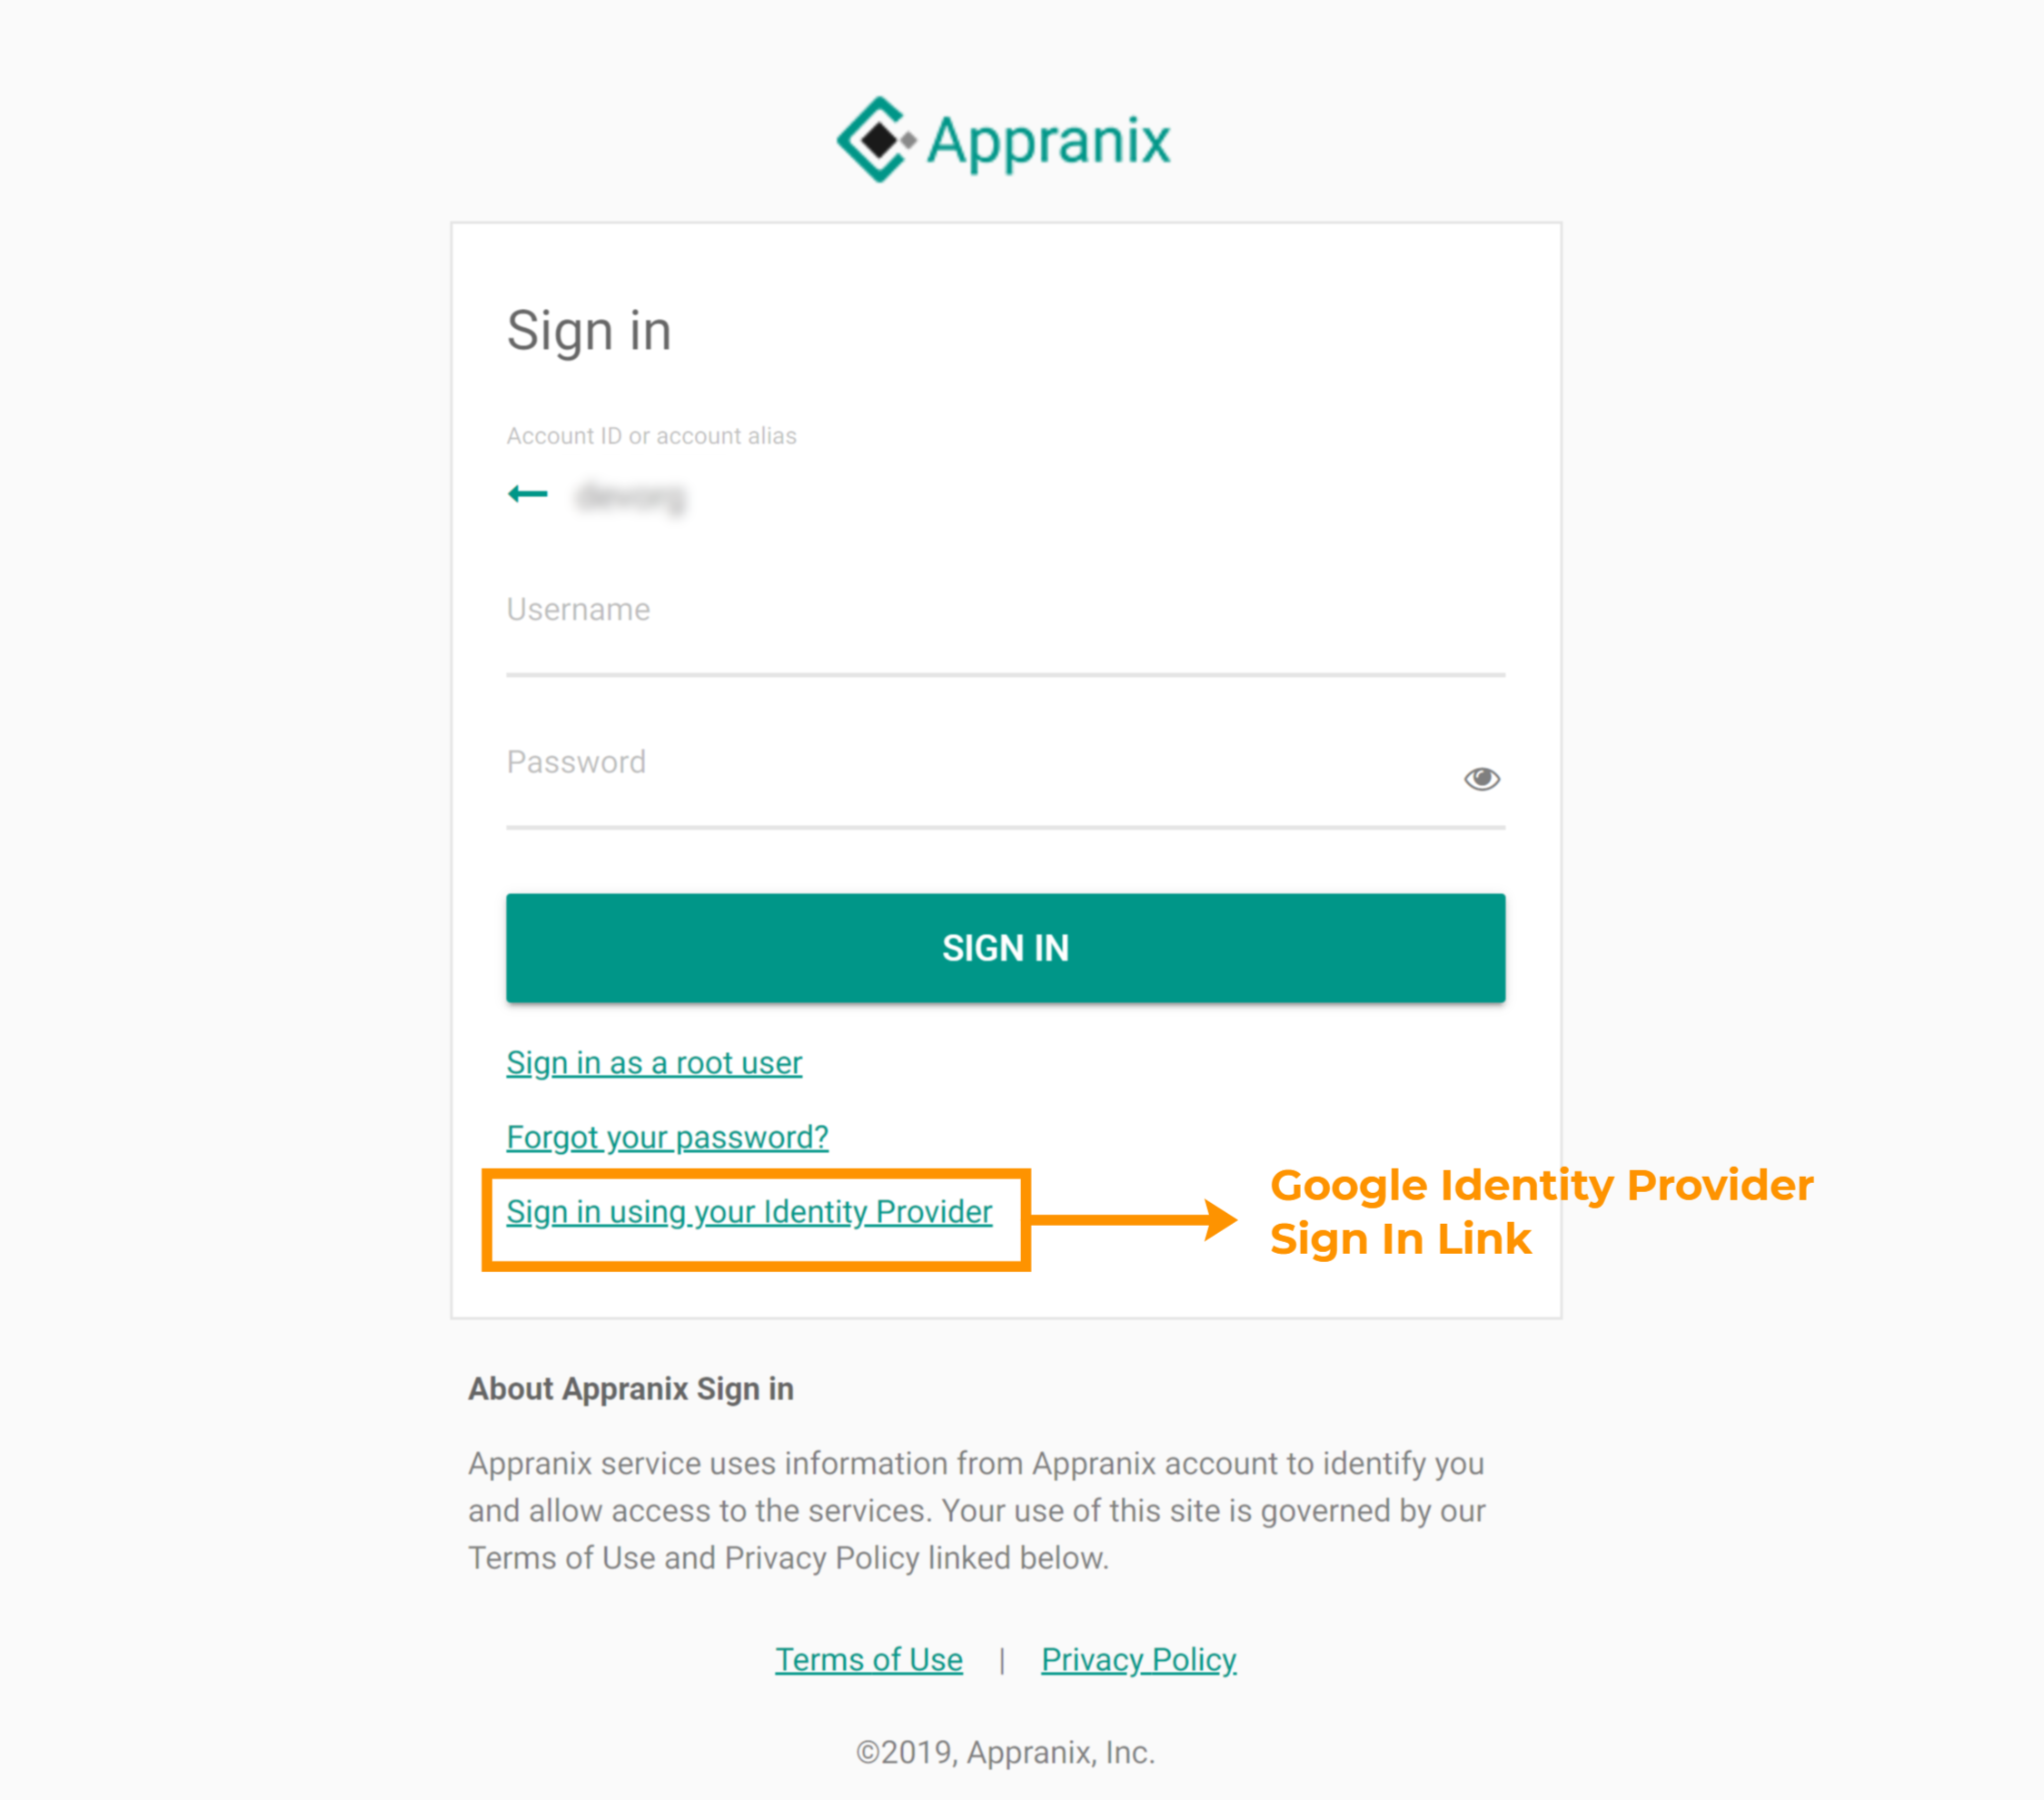 Appranix
Sign in
Account ID or account alias
devorg
Username
Password
SIGN IN
Sign in as a root user
Forgot your password?
Sign in using your Identity Provider
Google Identity Provider
Sign In Link
About Appranix Sign in
Appranix service uses information from Appranix account to identify you
and allow access to the services. Your use of this site is governed by our
Terms of Use and Privacy Policy linked below.
Terms of Use | Privacy Policy
©2019, Appranix, Inc.